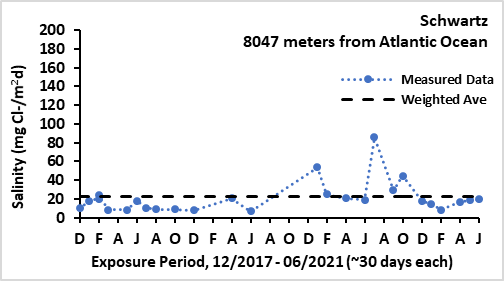 Schwartz
8047 meters from Atlantic Ocean
Measured Data
Weighted Ave
Salinity (mg Cl-/m²d)
200
180
160
140
120
100
80
60
40
20
0
D F A J A O D F A J A O D F A J A O D F A J
Exposure Period, 12/2017 - 06/2021 (~30 days each)